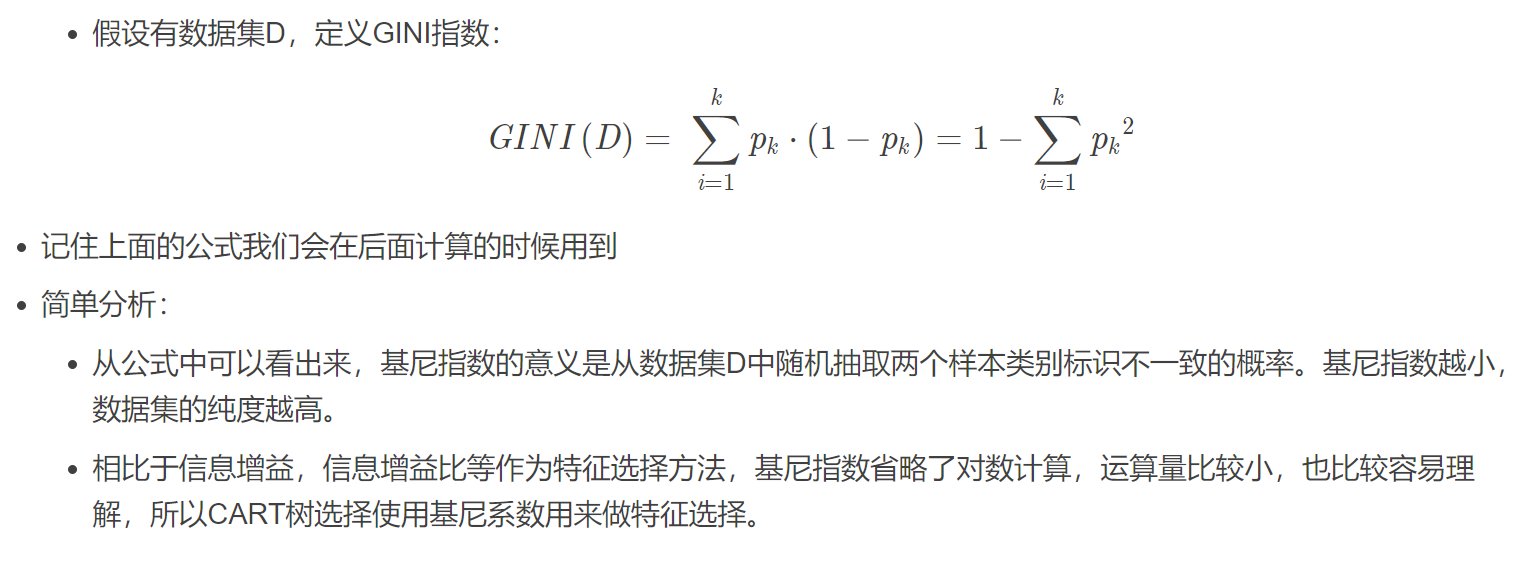 • 假设有数据集D，定义GINI指数：
$GINI(D) = \sum_{i=1}^{k} p_k \cdot (1 - p_k) = 1 - \sum_{i=1}^{k} {p_k}^2$
• 记住上面的公式我们会在后面计算的时候用到
• 简单分析：
• 从公式中可以看出来，基尼指数的意义是从数据集D中随机抽取两个样本类别标识不一致的概率。基尼指数越小，
数据集的纯度越高。
• 相比于信息增益，信息增益比等作为特征选择方法，基尼指数省略了对数计算，运算量比较小，也比较容易理
解，所以CART树选择使用基尼系数用来做特征选择。